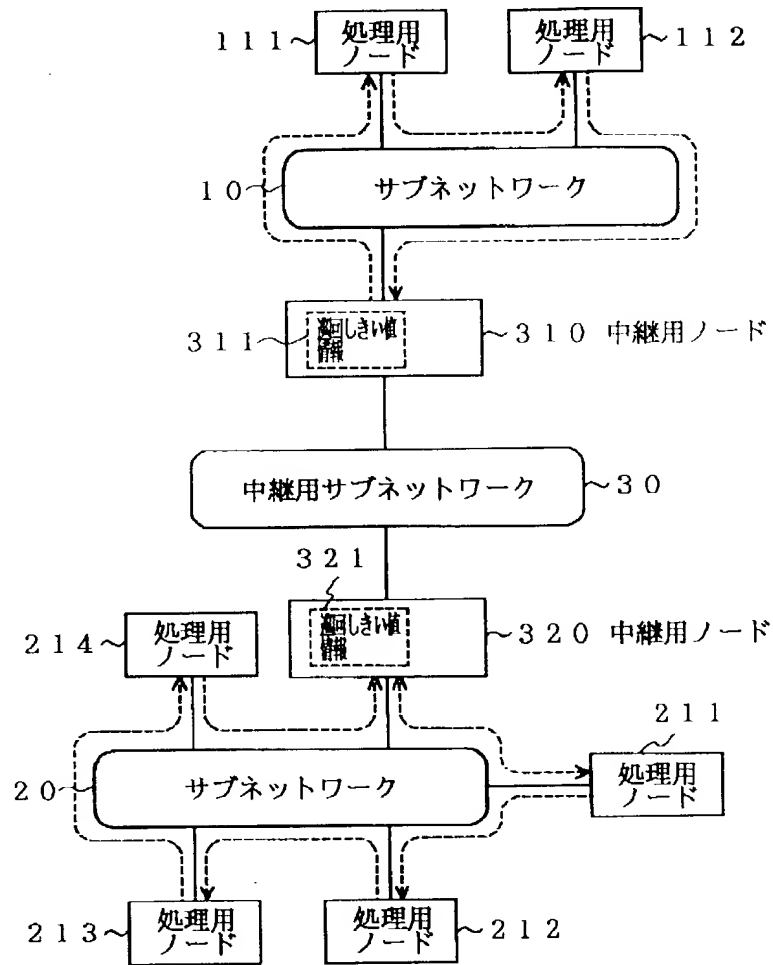 111
処理用
ノード
処理用
ノード
112
10
サブネットワーク
311
巡回しきい値
情報
310 中継用ノード
中継用サブネットワーク
30
321
巡回しきい値
情報
320 中継用ノード
214
処理用
ノード
211
処理用
ノード
20
サブネットワーク
213
処理用
ノード
処理用
ノード
212